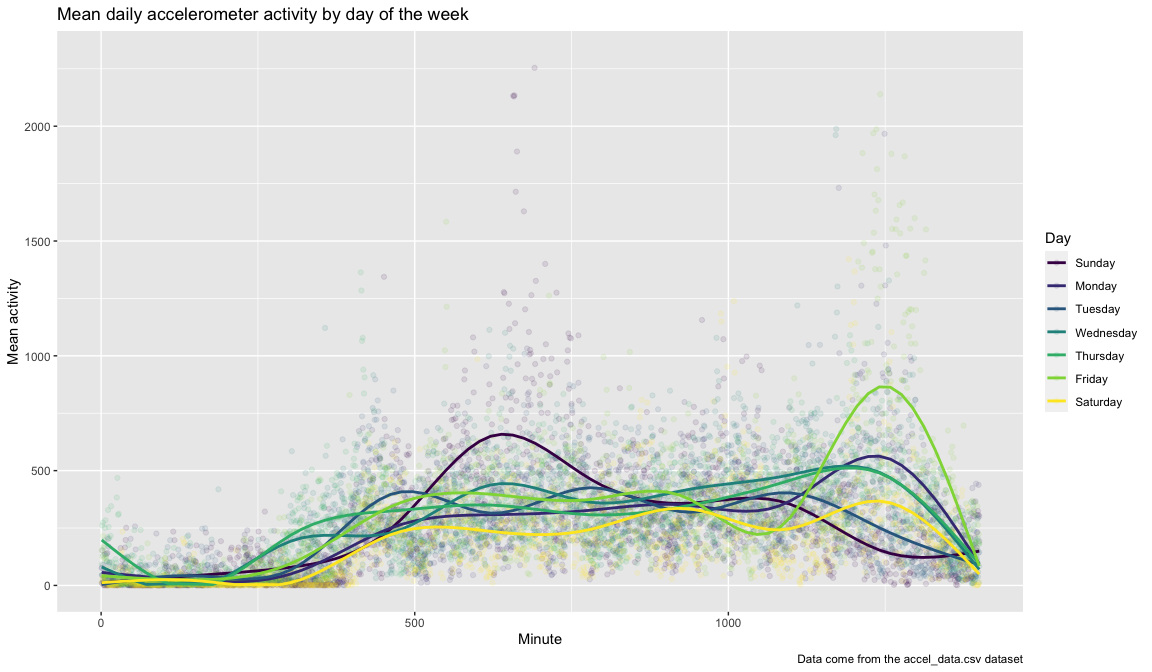 Mean daily accelerometer activity by day of the week
Mean activity
2000
1500
1000
500
0
0
500
1000
Minute
Day
Sunday
Monday
Tuesday
Wednesday
Thursday
Friday
Saturday
Data come from the accel_data.csv dataset